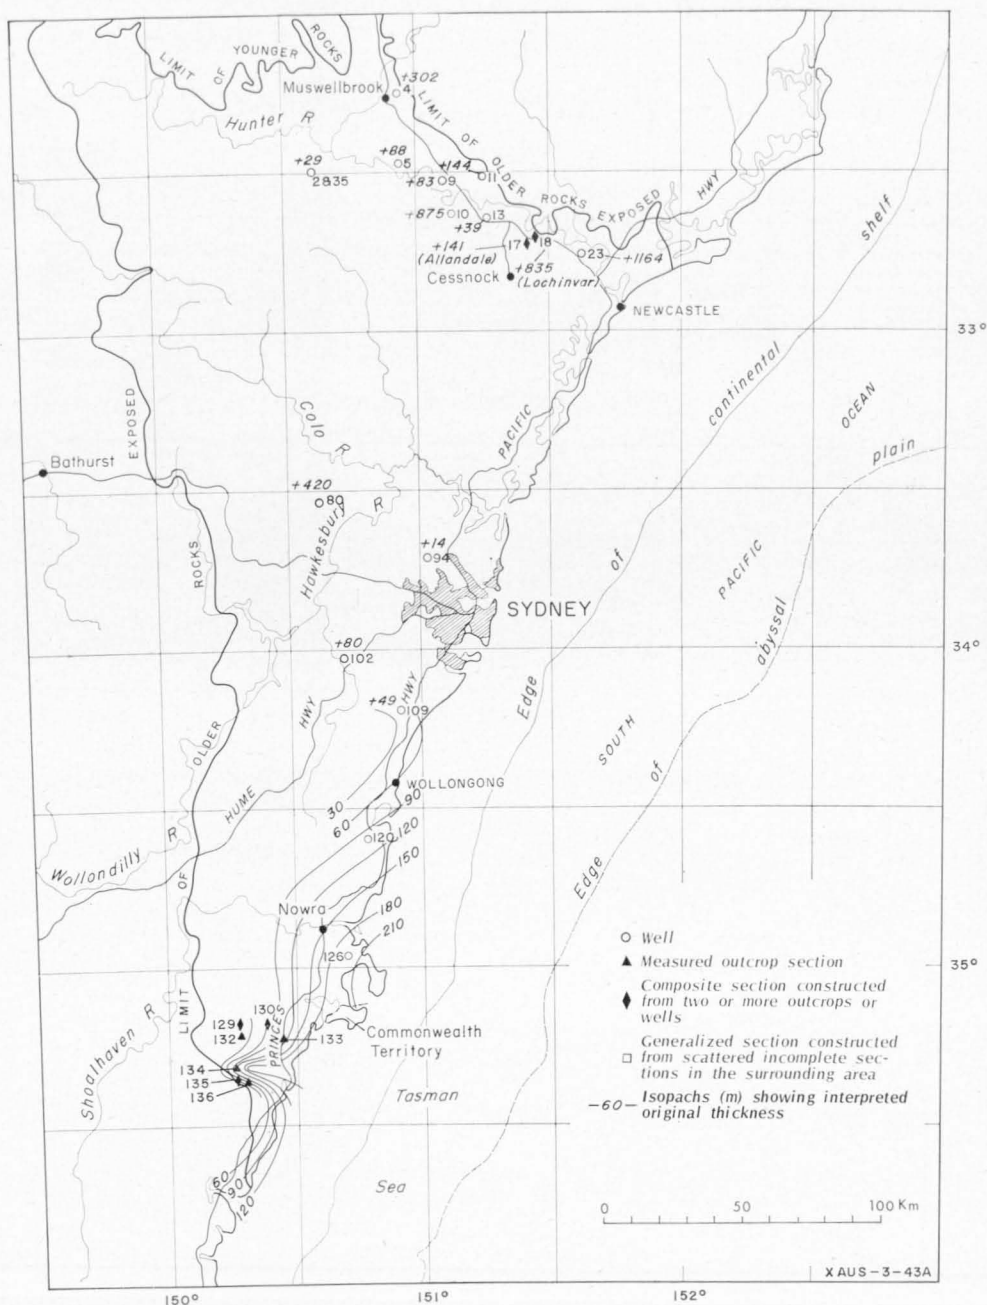 LIMIT OF YOUNGER ROCKS
Muswellbrook
+302
4
Hunter R
LIMIT OF OLDER ROCKS EXPOSED
HWY
+88
5
+29
2835
+144
11
+83
9
+875
10
13
+39
+141
(Allandale)
17
18
+835
(Lochinvar)
23
+1164
Cessnock
NEWCASTLE
33°
shelf
continental
of
Edge
PACIFIC
OCEAN
plain
Bathurst
EXPOSED
Colo R
+420
80
Hawkesbury R
PACIFIC
ROCKS
+14
94
SYDNEY
abyssal
34°
+80
102
HWY
+49
109
HWY
OLDER
SOUTH
of
Edge
WOLLONGONG
HUME
30
60
90
120
120
150
Wollondilly R
OF
Nowra
180
210
126
35°
LIMIT
Shoalhaven R
129
132
130
PRINCES
133
Commonwealth
Territory
134
135
136
Tasman
Sea
60
90
120
Well
Measured outcrop section
Composite section constructed
from two or more outcrops or
wells
Generalized section constructed
from scattered incomplete sec-
tions in the surrounding area
-60- Isopachs (m) showing interpreted
original thickness
0 50 100 Km
X AUS-3-43A
150° 151° 152°